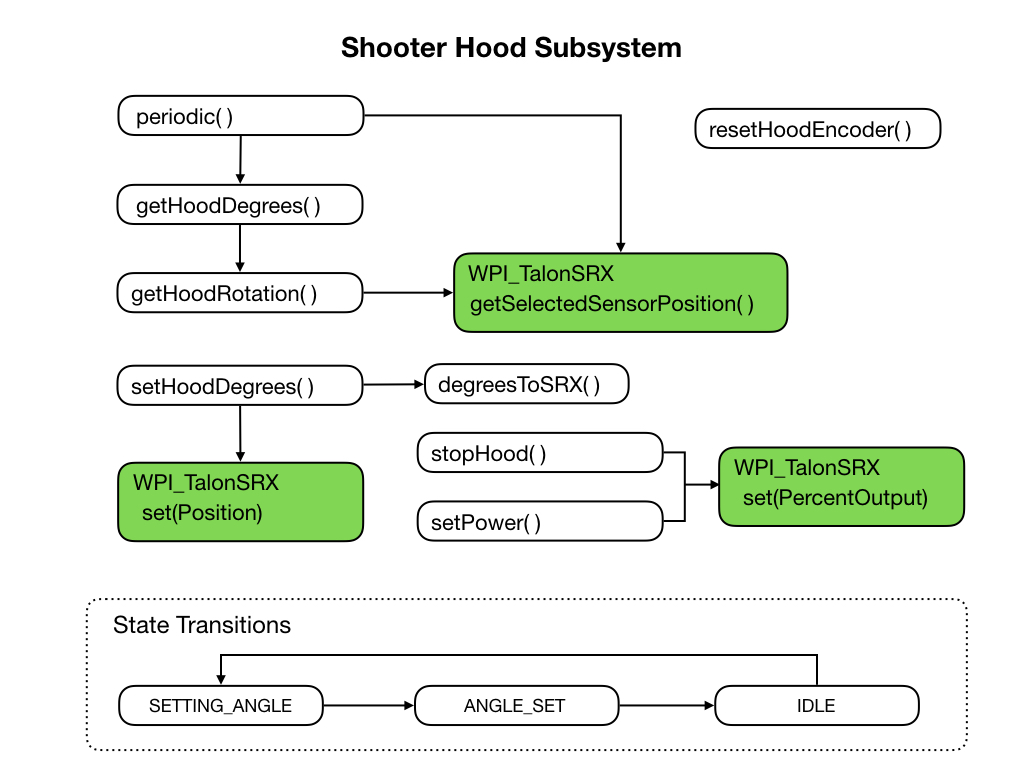 Shooter Hood Subsystem
periodic( )
resetHoodEncoder( )
getHoodDegrees( )
getHoodRotation( )
WPI_TalonSRX
getSelectedSensorPosition( )
setHoodDegrees( )
degreesToSRX( )
stopHood( )
WPI_TalonSRX
set(PercentOutput)
WPI_TalonSRX
set(Position)
setPower( )
State Transitions
SETTING_ANGLE
ANGLE_SET
IDLE